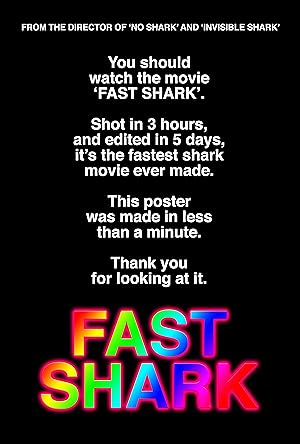 FROM THE DIRECTOR OF 'NO SHARK' AND 'INVISIBLE SHARK'
You should
watch the movie
‘FAST SHARK’.
Shot in 3 hours,
and edited in 5 days,
it’s the fastest shark
movie ever made.
This poster
was made in less
than a minute.
Thank you
for looking at it.
FAST
SHARK